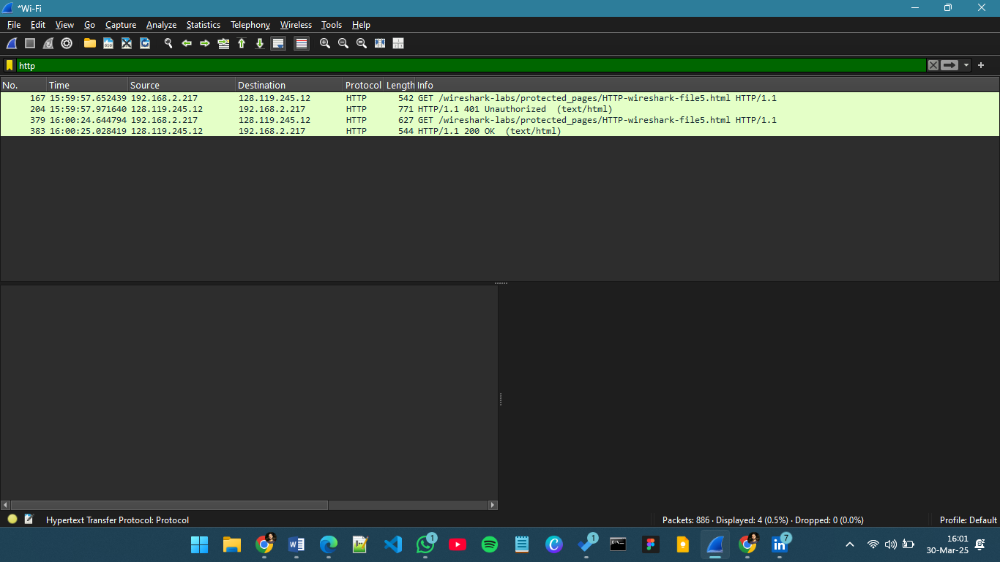 *Wi-Fi
File Edit View Go Capture Analyze Statistics Telephony Wireless Tools Help
http
No. Time Source Destination Protocol Length Info
167 15:59:57.652439 192.168.2.217 128.119.245.12 HTTP 542 GET /wireshark-labs/protected_pages/HTTP-wireshark-file5.html HTTP/1.1
204 15:59:57.971640 128.119.245.12 192.168.2.217 HTTP 771 HTTP/1.1 401 Unauthorized (text/html)
379 16:00:24.644794 192.168.2.217 128.119.245.12 HTTP 627 GET /wireshark-labs/protected_pages/HTTP-wireshark-file5.html HTTP/1.1
383 16:00:25.028419 128.119.245.12 192.168.2.217 HTTP 544 HTTP/1.1 200 OK (text/html)
Hypertext Transfer Protocol: Protocol Packets: 886 · Displayed: 4 (0.5%) · Dropped: 0 (0.0%) Profile: Default
1 1 7
16:01
30-Mar-25